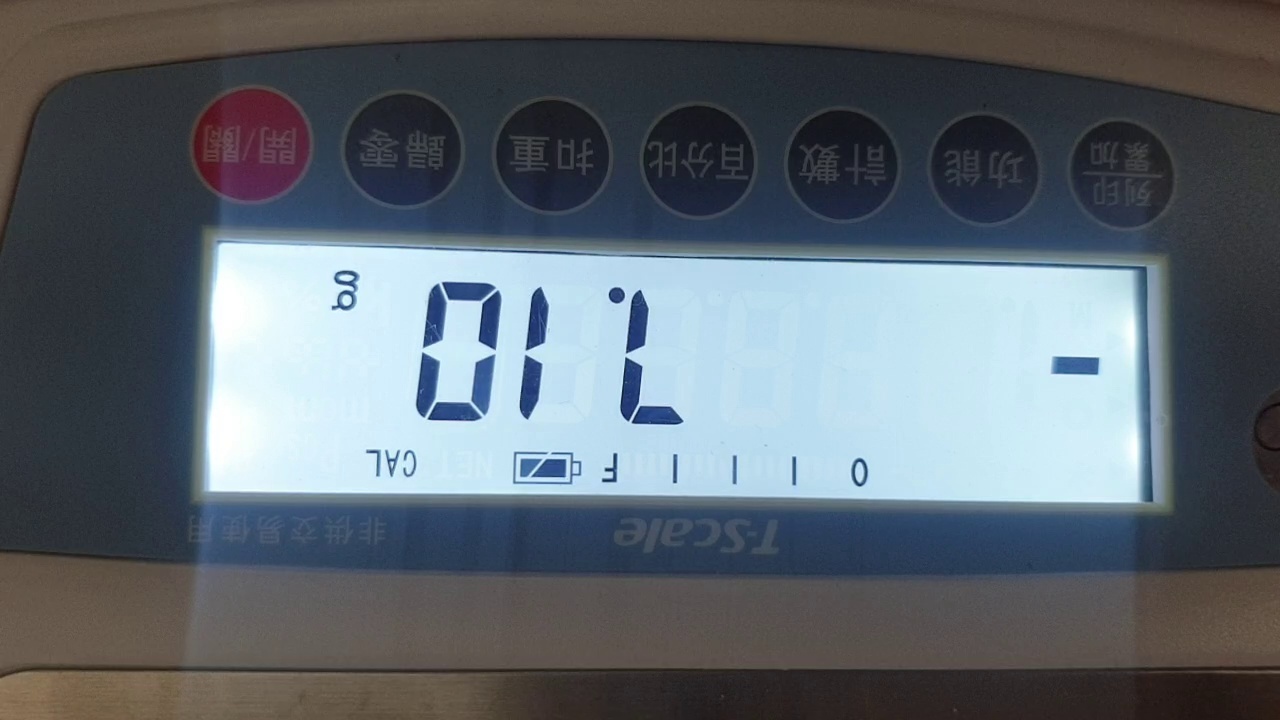 T-Scale 非供交易使用
0 F CAL
-7.10 g
列印
累加
功能
計數
百分比
扣重
歸零
開/關